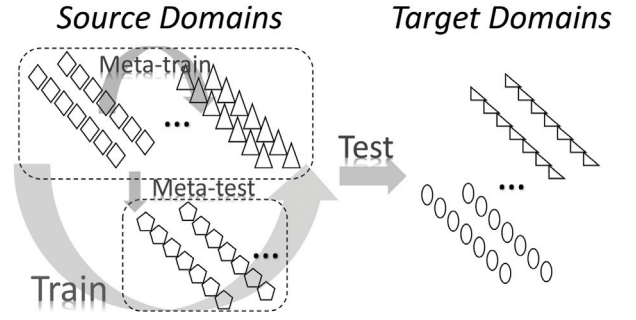 Source Domains
Target Domains
Meta-train
...
Test
Meta-test
...
...
Train